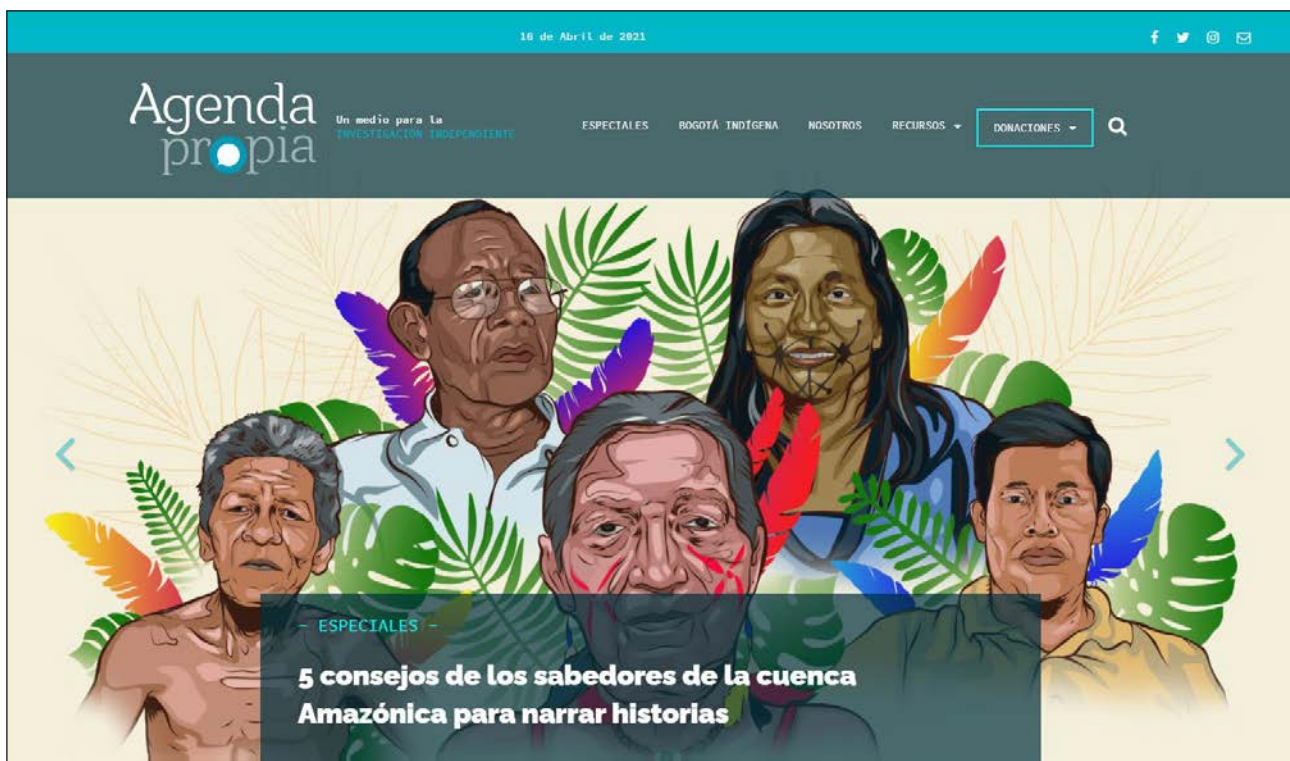 16 de Abril de 2021
Agenda
propia
Un medio para la
INVESTIGACIÓN INDEPENDIENTE
ESPECIALES
BOGOTÁ INDÍGENA
NOSOTROS
RECURSOS
DONACIONES
- ESPECIALES -
5 consejos de los sabedores de la cuenca
Amazónica para narrar historias